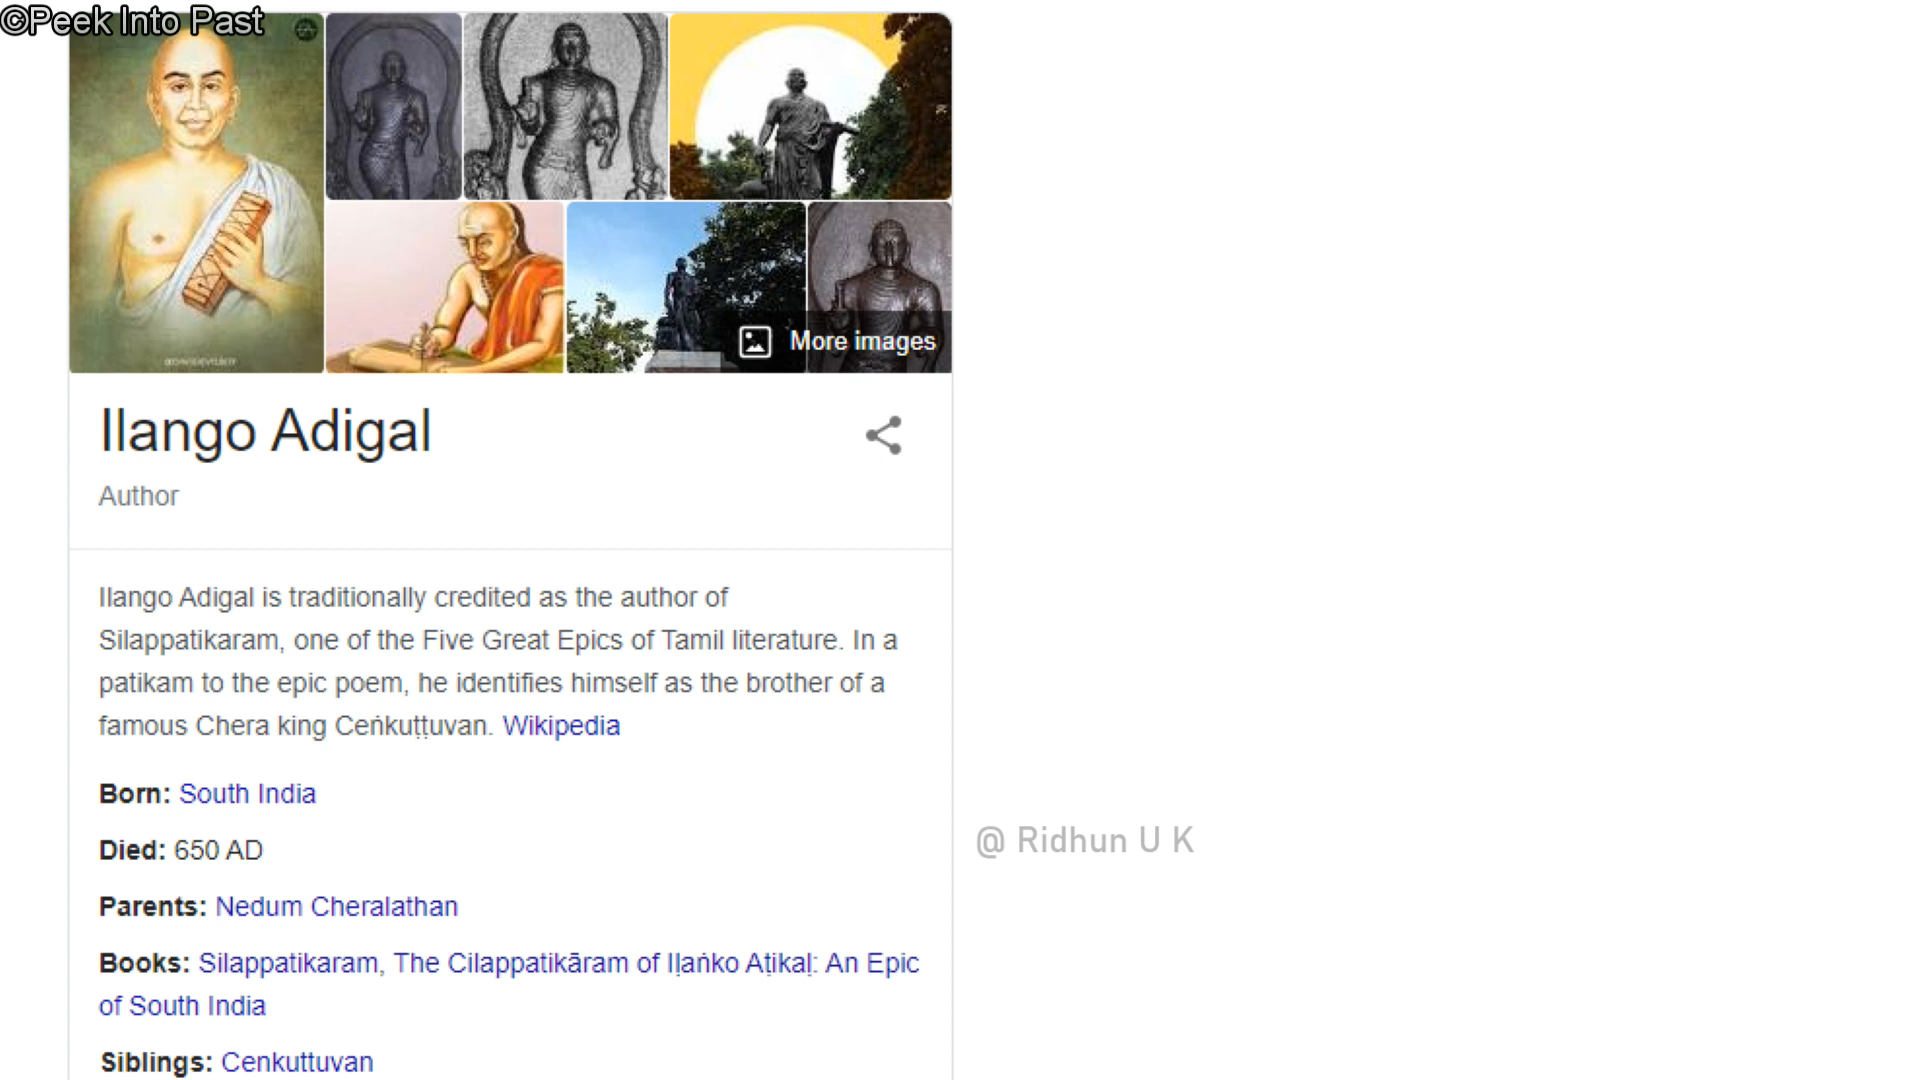 ©Peek Into Past
More images
Ilango Adigal
Author
Ilango Adigal is traditionally credited as the author of
Silappatikaram, one of the Five Great Epics of Tamil literature. In a
patikam to the epic poem, he identifies himself as the brother of a
famous Chera king Ceṅkuṭṭuvan. Wikipedia
Born: South India
@ Ridhun U K
Died: 650 AD
Parents: Nedum Cheralathan
Books: Silappatikaram, The Cilappatikāram of Iḷaṅko Aṭikaḷ: An Epic
of South India
Siblings: Cenkuttuvan